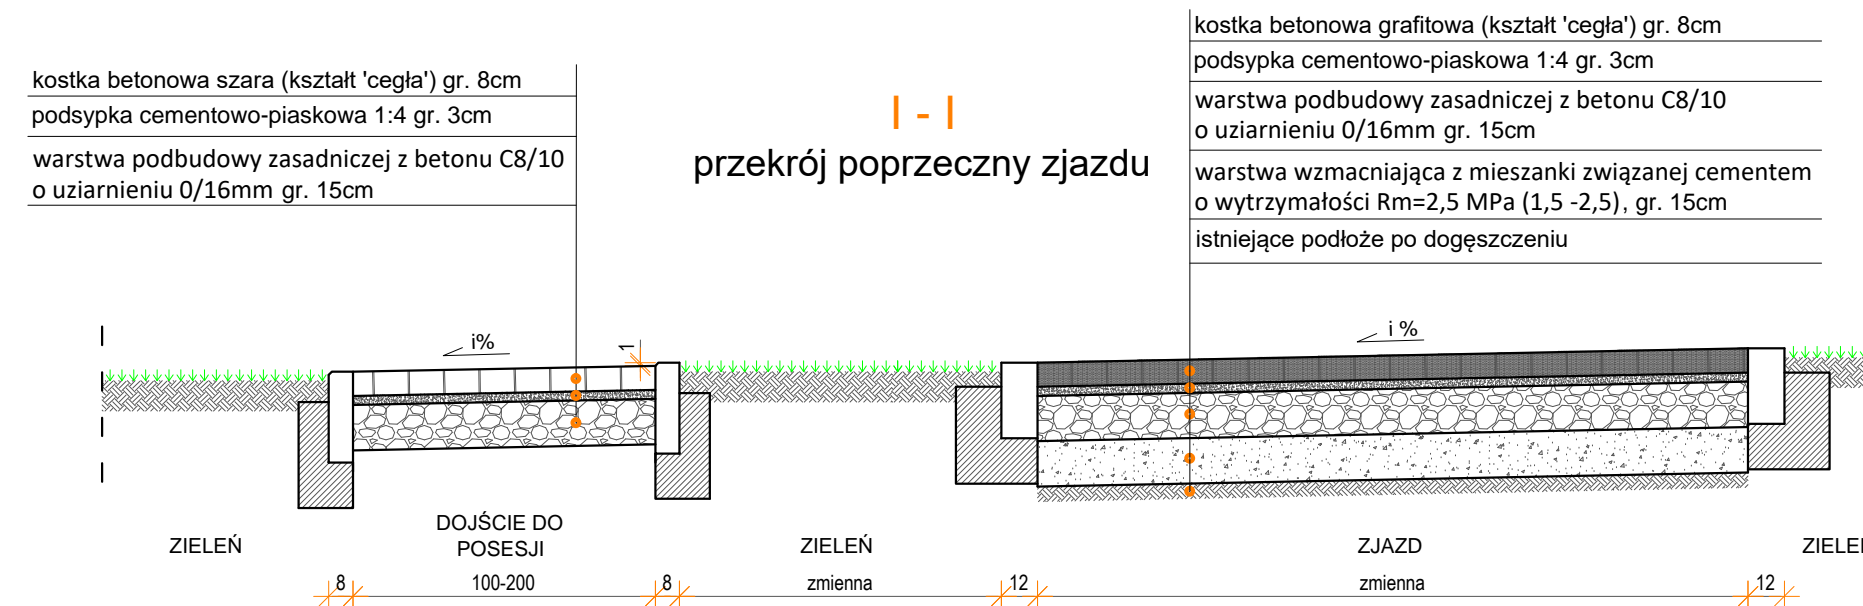 kostka betonowa szara (kształt 'cegła') gr. 8cm
podsypka cementowo-piaskowa 1:4 gr. 3cm
warstwa podbudowy zasadniczej z betonu C8/10
o uziarnieniu 0/16mm gr. 15cm
I - I
przekrój poprzeczny zjazdu
kostka betonowa grafitowa (kształt 'cegła') gr. 8cm
podsypka cementowo-piaskowa 1:4 gr. 3cm
warstwa podbudowy zasadniczej z betonu C8/10
o uziarnieniu 0/16mm gr. 15cm
warstwa wzmacniająca z mieszanki związanej cementem
o wytrzymałości Rm=2,5 MPa (1,5 -2,5), gr. 15cm
istniejące podłoże po dogęszczeniu
i%
1
i %
ZIELEŃ
DOJŚCIE DO
POSESJI
ZIELEŃ
ZJAZD
ZIELEŃ
8
100-200
8
zmienna
12
zmienna
12